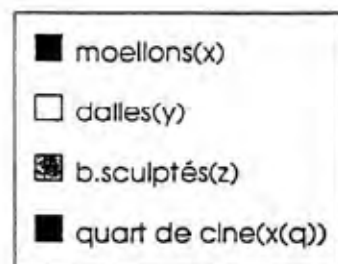 moellons(x)
dalles(y)
b.sculptés(z)
quart de cine(x(q))